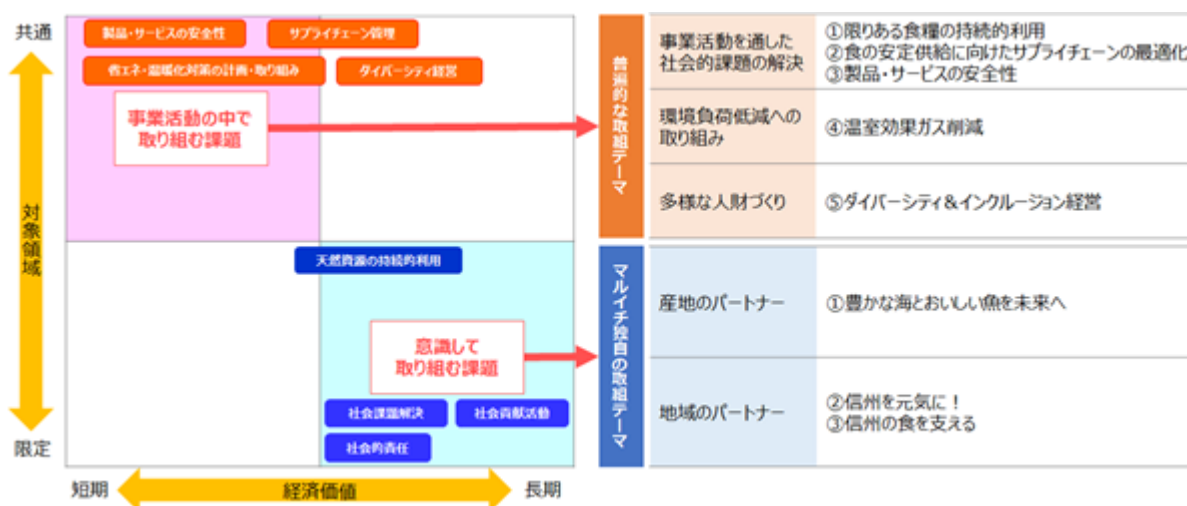 共通
製品・サービスの安全性
サプライチェーン管理
省エネ・温暖化対策の計画・取り組み
ダイバーシティ経営
事業活動の中で
取り組む課題
対象領域
天然資源の持続的利用
意識して
取り組む課題
社会課題解決
社会貢献活動
社会的責任
限定
短期
経済価値
長期
普遍的な取組テーマ
事業活動を通した
社会的課題の解決
①限りある食糧の持続的利用
②食の安定供給に向けたサプライチェーンの最適化
③製品・サービスの安全性
環境負荷低減への
取り組み
④温室効果ガス削減
多様な人財づくり
⑤ダイバーシティ&インクルージョン経営
マルイチ独自の取組テーマ
産地のパートナー
①豊かな海とおいしい魚を未来へ
地域のパートナー
②信州を元気に！
③信州の食を支える